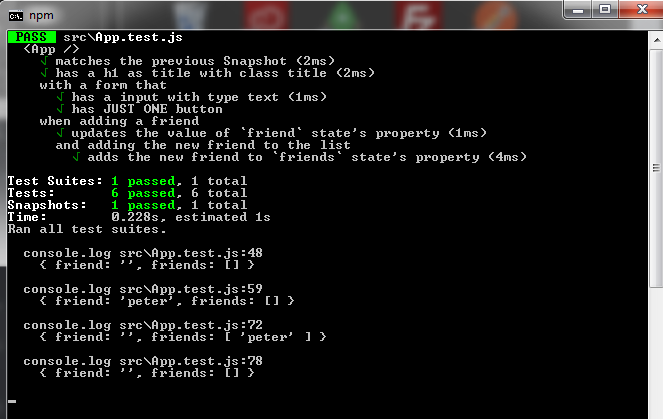 npm
PASS src\App.test.js
<App />
√ matches the previous Snapshot (2ms)
√ has a h1 as title with class title (2ms)
with a form that
√ has a input with type text (1ms)
√ has JUST ONE button
when adding a friend
√ updates the value of `friend` state's property (1ms)
and adding the new friend to the list
√ adds the new friend to `friends` state's property (4ms)
Test Suites: 1 passed, 1 total
Tests: 6 passed, 6 total
Snapshots: 1 passed, 1 total
Time: 0.228s, estimated 1s
Ran all test suites.
console.log src\App.test.js:48
{ friend: '', friends: [] }
console.log src\App.test.js:59
{ friend: 'peter', friends: [] }
console.log src\App.test.js:72
{ friend: '', friends: [ 'peter' ] }
console.log src\App.test.js:78
{ friend: '', friends: [] }